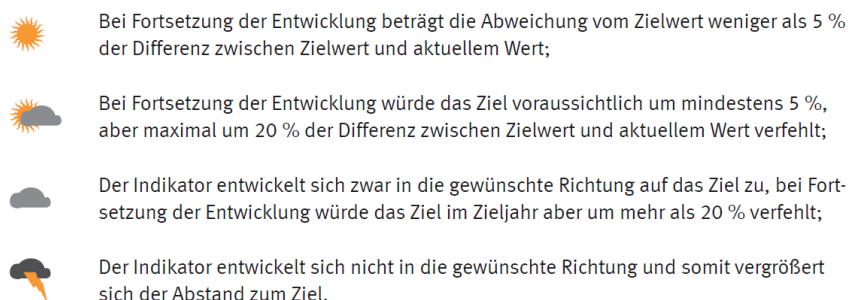 Bei Fortsetzung der Entwicklung beträgt die Abweichung vom Zielwert weniger als 5 %
der Differenz zwischen Zielwert und aktuellem Wert;
Bei Fortsetzung der Entwicklung würde das Ziel voraussichtlich um mindestens 5 %,
aber maximal um 20 % der Differenz zwischen Zielwert und aktuellem Wert verfehlt;
Der Indikator entwickelt sich zwar in die gewünschte Richtung auf das Ziel zu, bei Fort-
setzung der Entwicklung würde das Ziel im Zieljahr aber um mehr als 20 % verfehlt;
Der Indikator entwickelt sich nicht in die gewünschte Richtung und somit vergrößert
sich der Abstand zum Ziel.